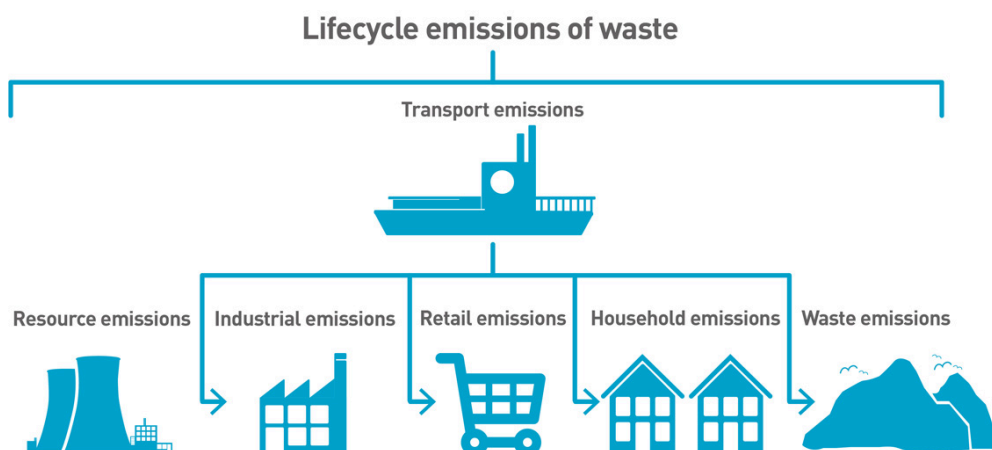 Lifecycle emissions of waste
Transport emissions
Resource emissions
Industrial emissions
Retail emissions
Household emissions
Waste emissions